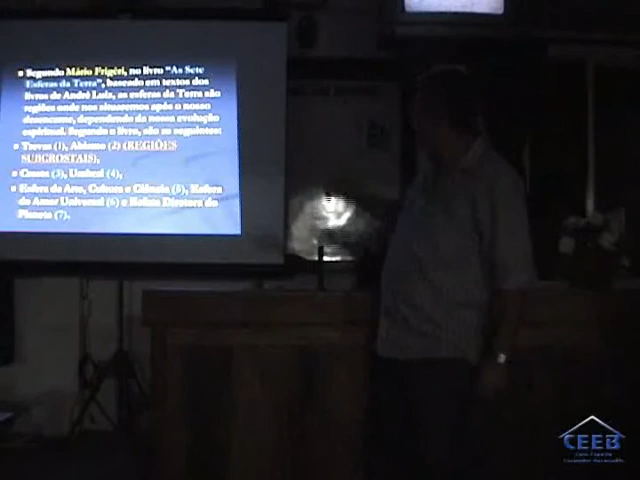 Segundo Mário Frigéri, no livro "As Sete
Esferas da Terra", baseado em textos dos
livros de André Luiz, as esferas da Terra são
regiões onde nos situaremos após o nosso
desencarne, dependendo da nossa evolução
espiritual. Segundo o livro, são as seguintes:
Trevas (1), Abismo (2) (REGIÕES
SUBCROSTAIS),
Crosta (3), Umbral (4),
Esfera de Arte, Cultura e Ciência (5), Esfera
do Amor Universal (6) e Esfera Diretora do
Planeta (7).
CEEB